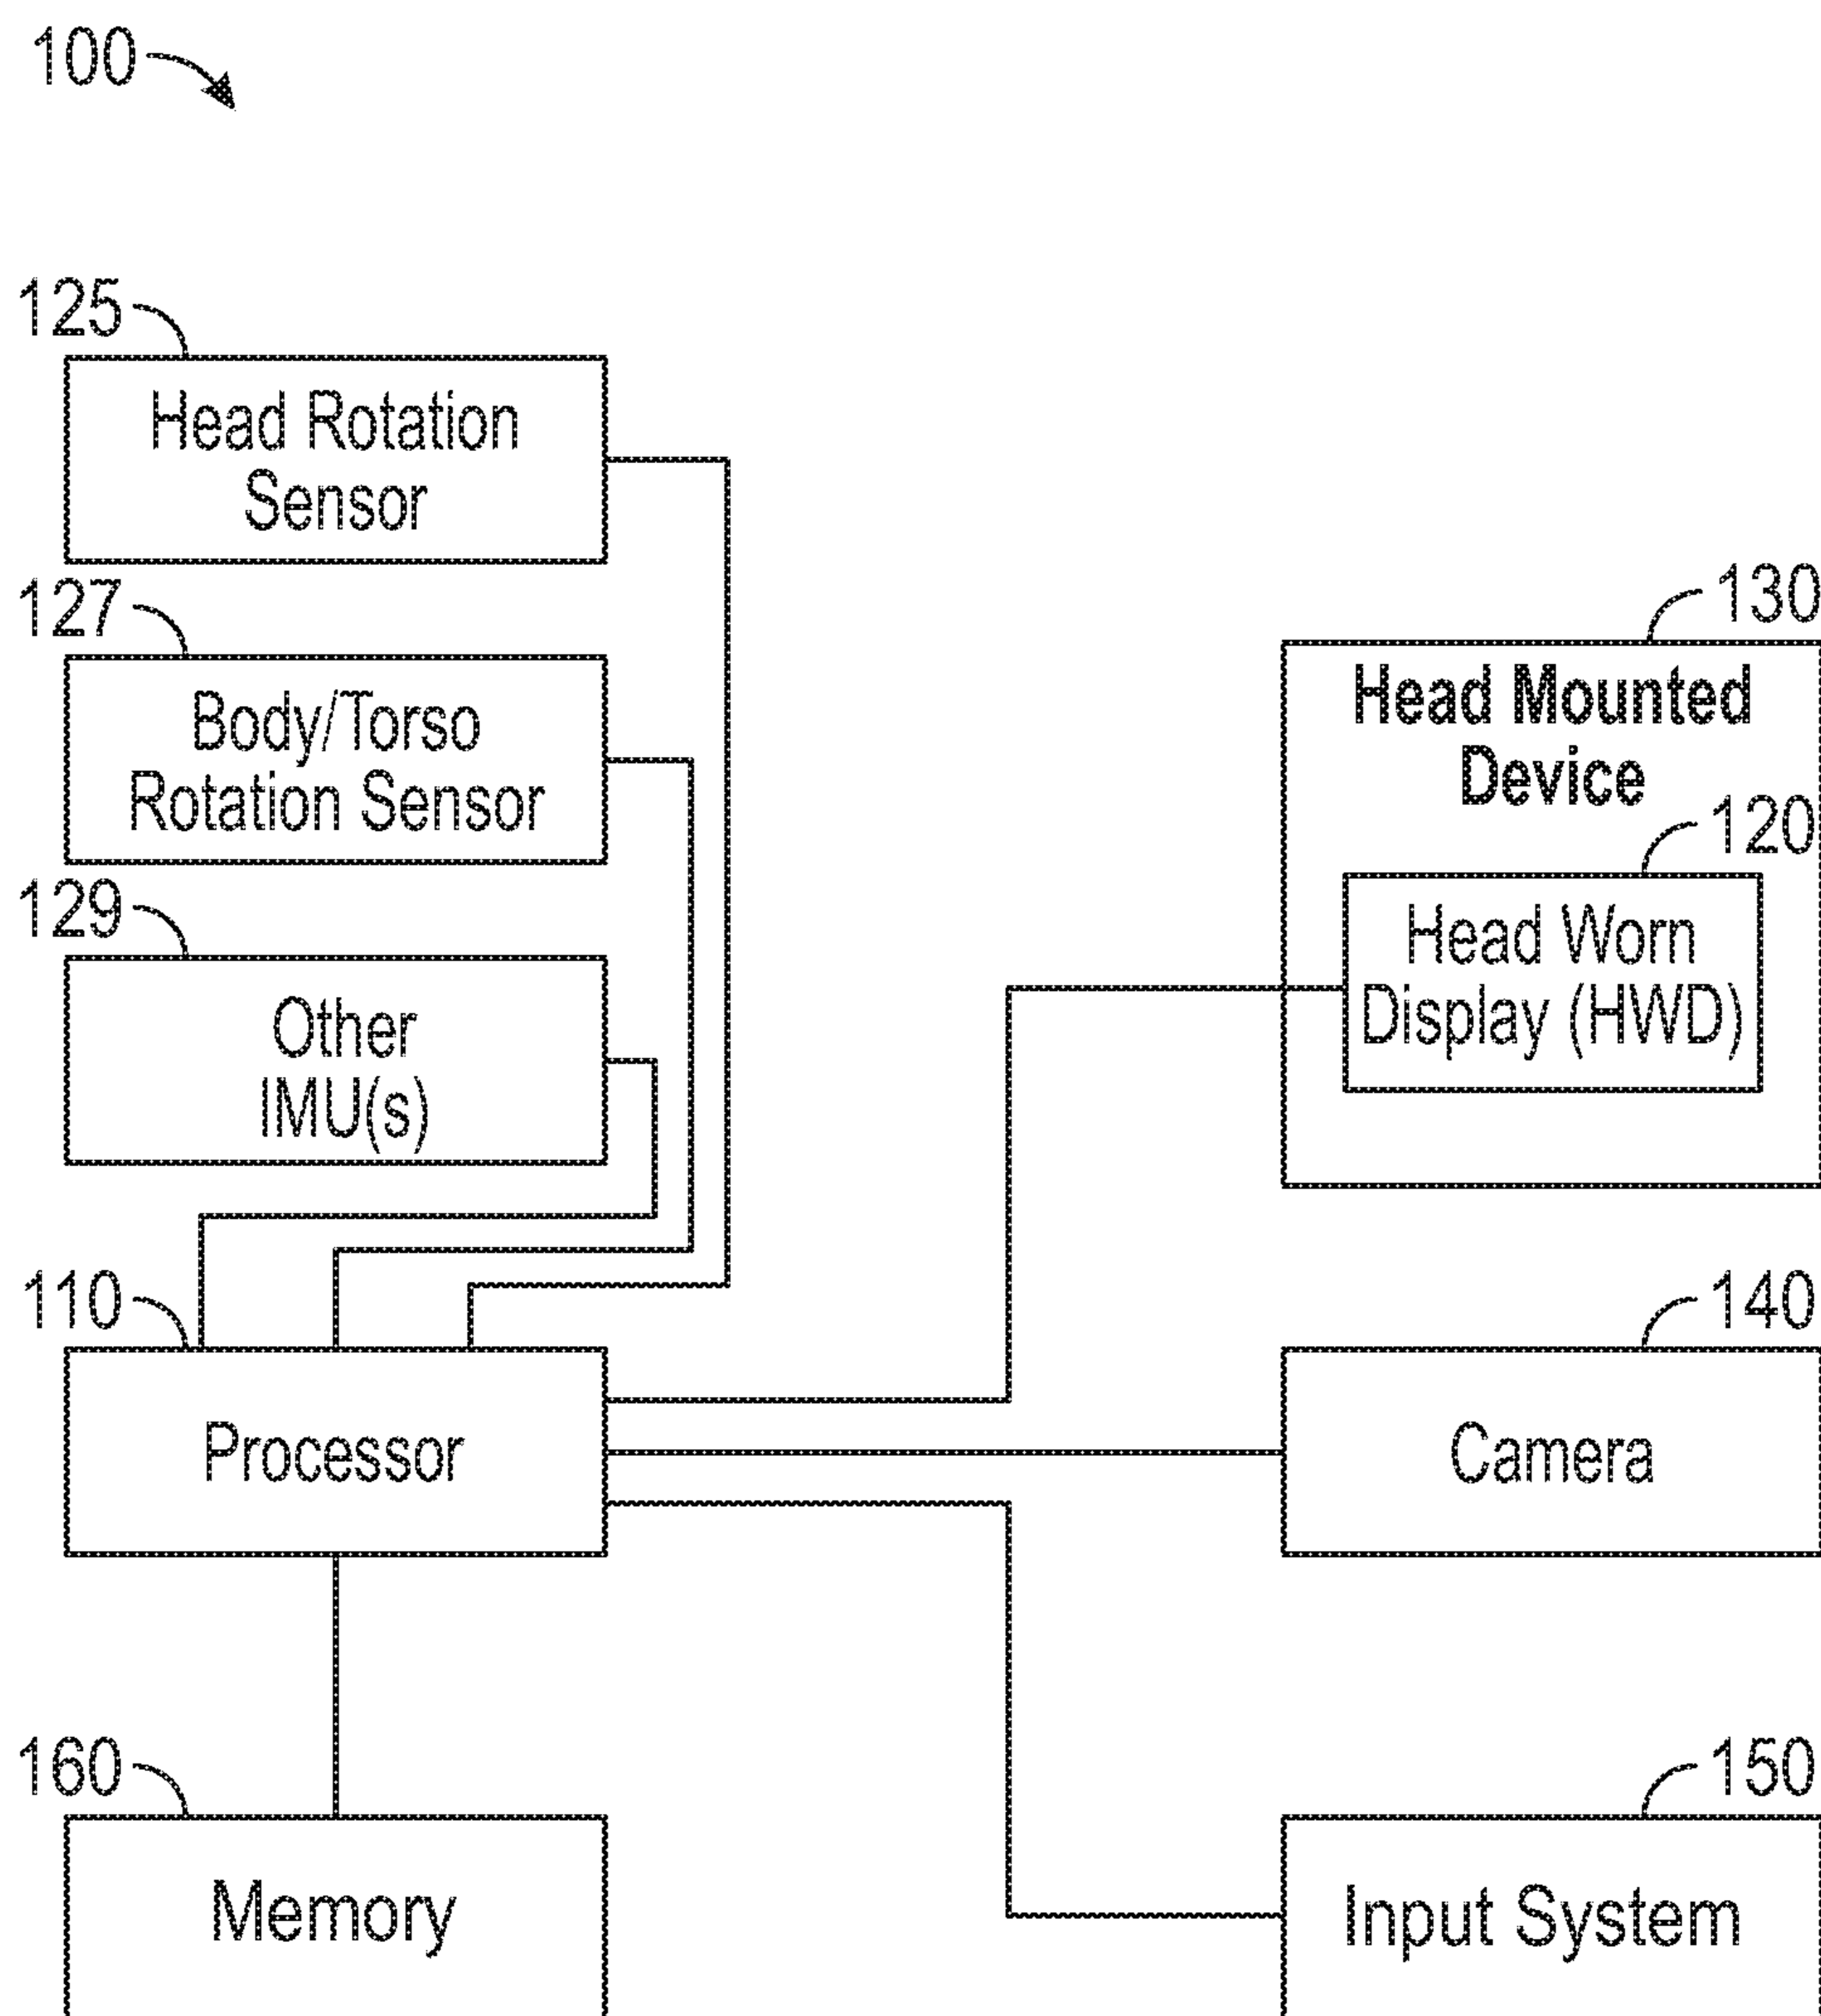 100
125
Head Rotation
Sensor
127
Body/Torso
Rotation Sensor
129
Other
IMU(s)
130
Head Mounted
Device
120
Head Worn
Display (HWD)
110
Processor
140
Camera
160
Memory
150
Input System